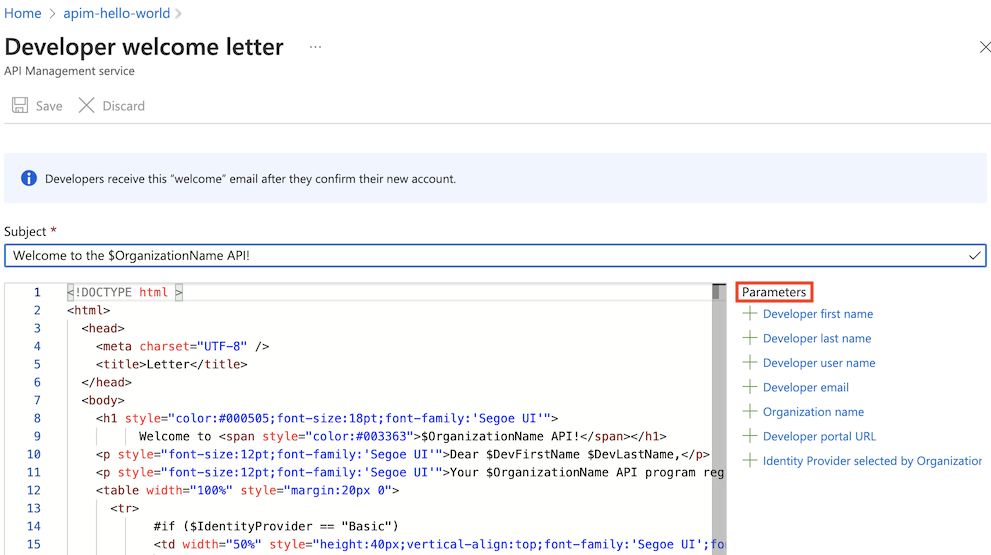 Home > apim-hello-world >
Developer welcome letter ...
API Management service
Save Discard
Developers receive this “welcome” email after they confirm their new account.
Subject *
Welcome to the $OrganizationName API!
1 <!DOCTYPE html >
2 <html>
3 <head>
4 <meta charset="UTF-8" />
5 <title>Letter</title>
6 </head>
7 <body>
8 <h1 style="color:#000505;font-size:18pt;font-family:'Segoe UI'">
9 Welcome to <span style="color:#003363">$OrganizationName API!</span></h1>
10 <p style="font-size:12pt;font-family:'Segoe UI'">Dear $DevFirstName $DevLastName,</p>
11 <p style="font-size:12pt;font-family:'Segoe UI'">Your $OrganizationName API program reg
12 <table width="100%" style="margin:20px 0">
13 <tr>
14 #if ($IdentityProvider == "Basic")
15 <td width="50%" style="height:40px;vertical-align:top;font-family:'Segoe UI';fo
Parameters
Developer first name
Developer last name
Developer user name
Developer email
Organization name
Developer portal URL
Identity Provider selected by Organization